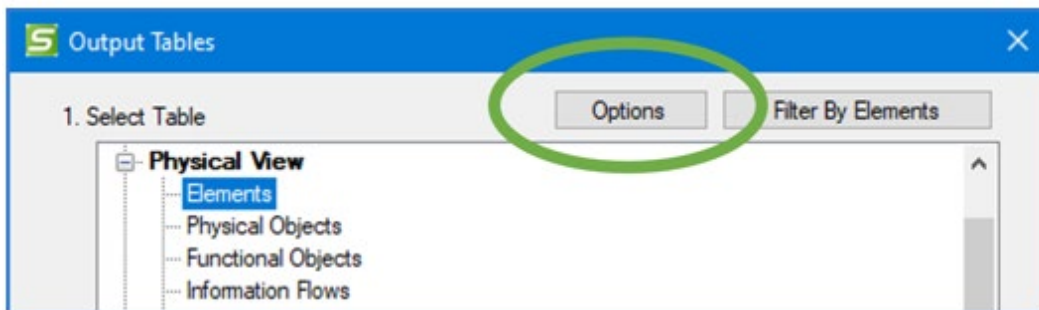 S Output Tables
1. Select Table Options Filter By Elements
Physical View
Elements
Physical Objects
Functional Objects
Information Flows